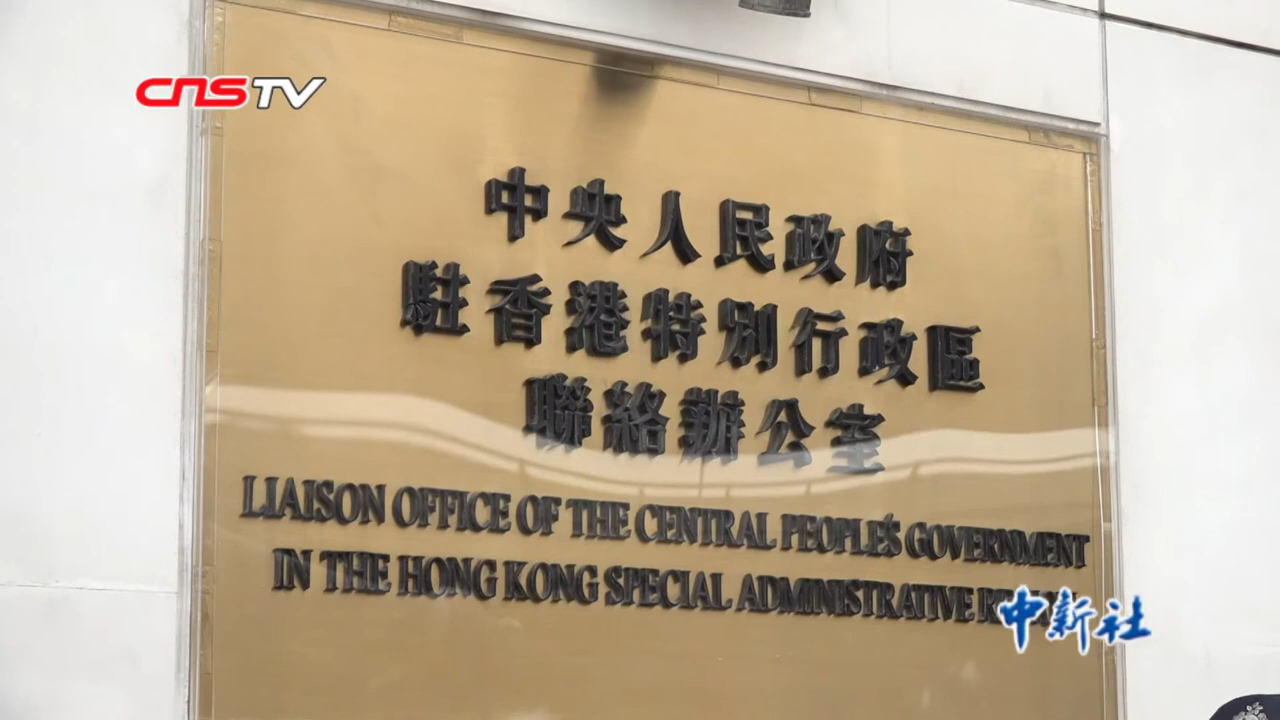 CNSTV
中央人民政府
駐香港特別行政區
聯絡辦公室
LIAISON OFFICE OF THE CENTRAL PEOPLE'S GOVERNMENT
IN THE HONG KONG SPECIAL ADMINISTRATIVE
中新社